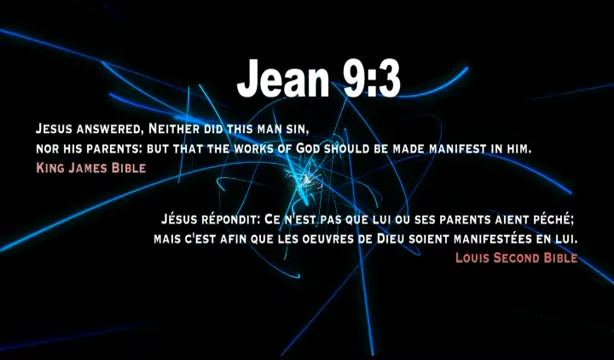 Jean 9:3
Jesus answered, Neither did this man sin,
nor his parents: but that the works of God should be made manifest in him.
King James Bible
Jésus répondit: Ce n'est pas que lui ou ses parents aient péché;
mais c'est afin que les oeuvres de Dieu soient manifestées en lui.
Louis Second Bible